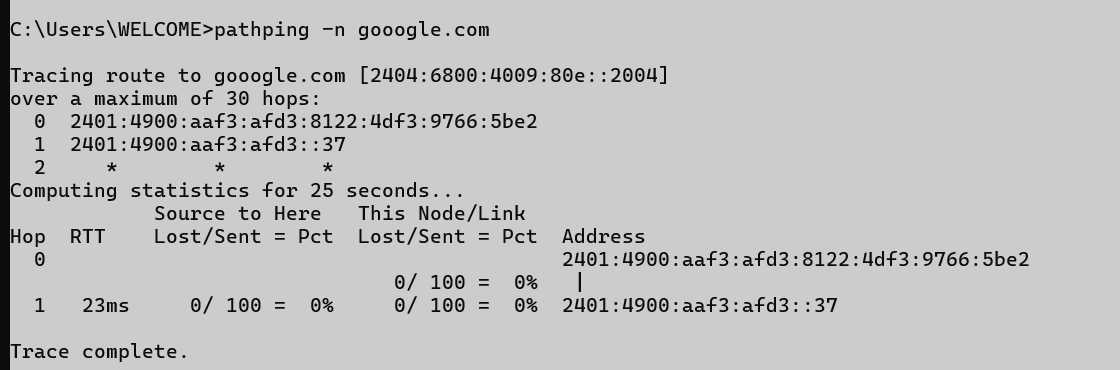 C:\Users\WELCOME>pathping -n gooogle.com
Tracing route to gooogle.com [2404:6800:4009:80e::2004]
over a maximum of 30 hops:
  0  2401:4900:aaf3:afd3:8122:4df3:9766:5be2
  1  2401:4900:aaf3:afd3::37
  2     *        *        *
Computing statistics for 25 seconds...
            Source to Here   This Node/Link
Hop  RTT    Lost/Sent = Pct  Lost/Sent = Pct  Address
  0                                           2401:4900:aaf3:afd3:8122:4df3:9766:5be2
                                0/ 100 =  0%   |
  1   23ms     0/ 100 =  0%     0/ 100 =  0%  2401:4900:aaf3:afd3::37
Trace complete.